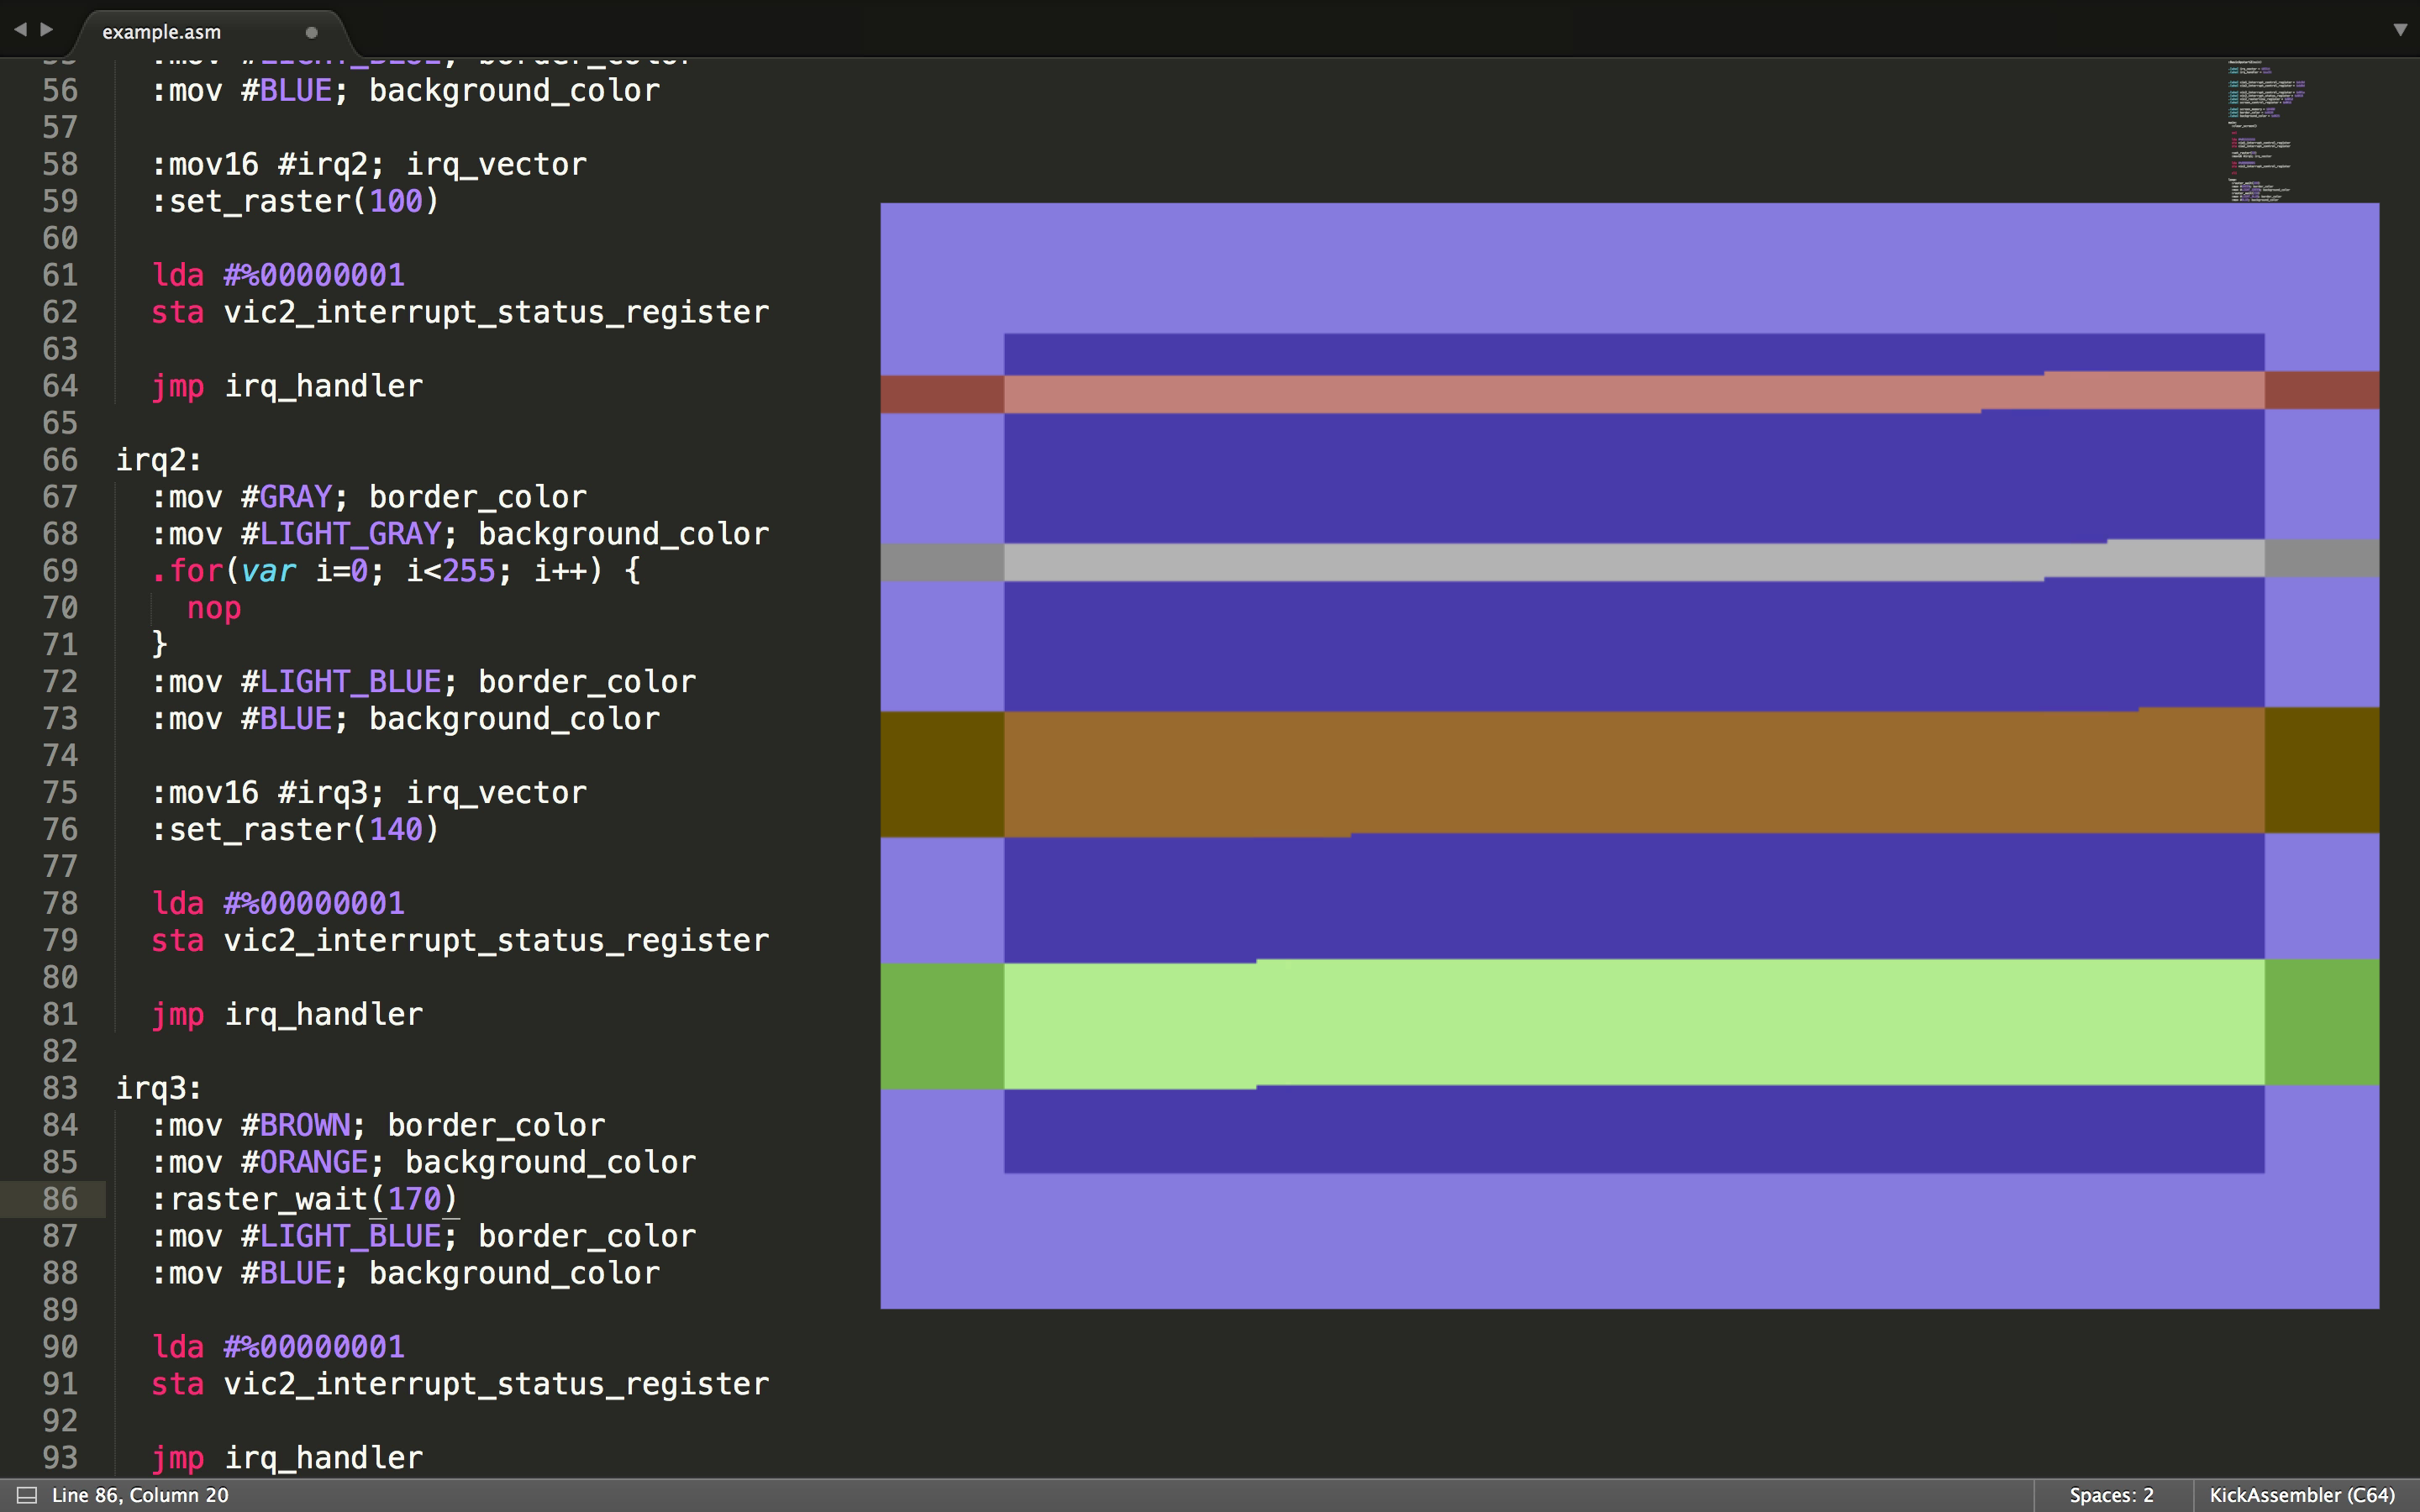 example.asm
:mov #LIGHT_BLUE; border_color
56 :mov #BLUE; background_color
57
58 :mov16 #irq2; irq_vector
59 :set_raster(100)
60
61 lda #%00000001
62 sta vic2_interrupt_status_register
63
64 jmp irq_handler
65
66 irq2:
67 :mov #GRAY; border_color
68 :mov #LIGHT_GRAY; background_color
69 .for(var i=0; i<255; i++) {
70 nop
71 }
72 :mov #LIGHT_BLUE; border_color
73 :mov #BLUE; background_color
74
75 :mov16 #irq3; irq_vector
76 :set_raster(140)
77
78 lda #%00000001
79 sta vic2_interrupt_status_register
80
81 jmp irq_handler
82
83 irq3:
84 :mov #BROWN; border_color
85 :mov #ORANGE; background_color
86 :raster_wait(170)
87 :mov #LIGHT_BLUE; border_color
88 :mov #BLUE; background_color
89
90 lda #%00000001
91 sta vic2_interrupt_status_register
92
93 jmp irq_handler
Line 86, Column 20
Spaces: 2
KickAssembler (C64)